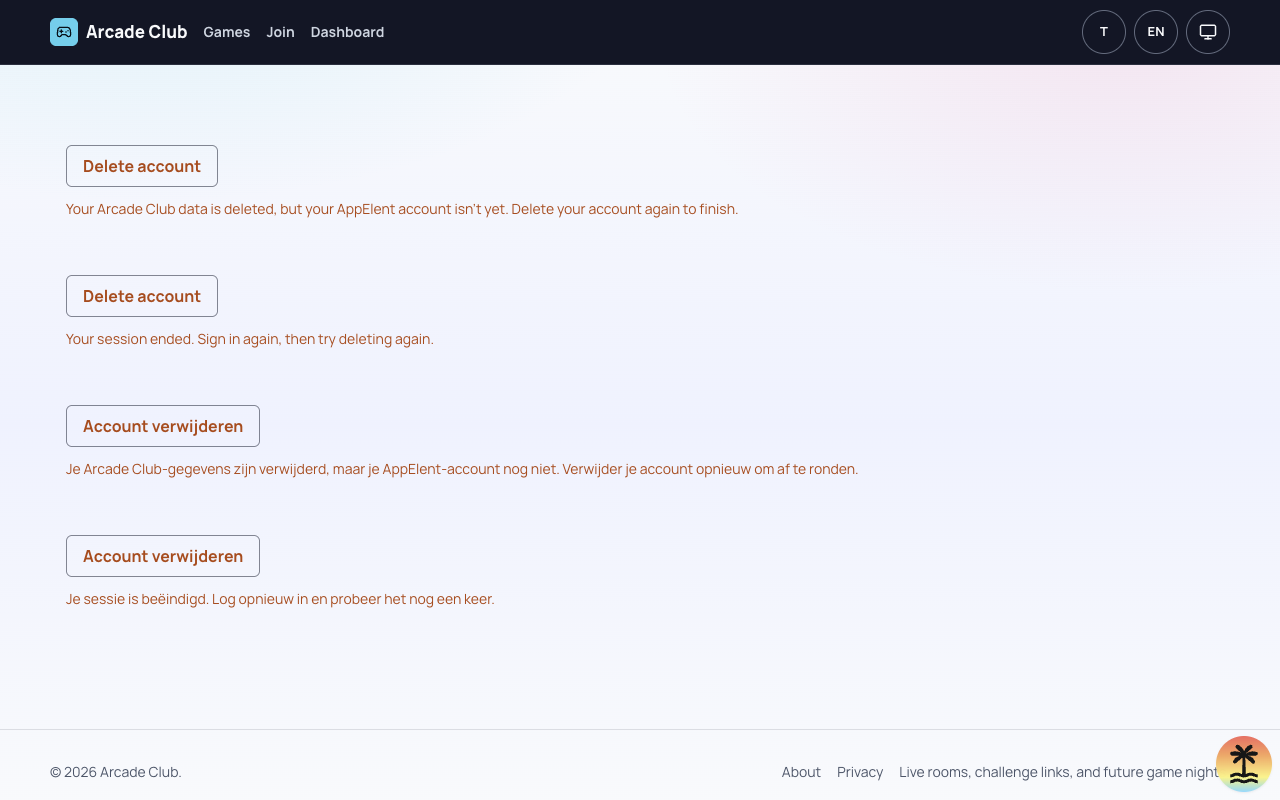 Arcade Club Games Join Dashboard T EN
Delete account
Your Arcade Club data is deleted, but your AppElent account isn't yet. Delete your account again to finish.
Delete account
Your session ended. Sign in again, then try deleting again.
Account verwijderen
Je Arcade Club-gegevens zijn verwijderd, maar je AppElent-account nog niet. Verwijder je account opnieuw om af te ronden.
Account verwijderen
Je sessie is beëindigd. Log opnieuw in en probeer het nog een keer.
© 2026 Arcade Club. About Privacy Live rooms, challenge links, and future game night